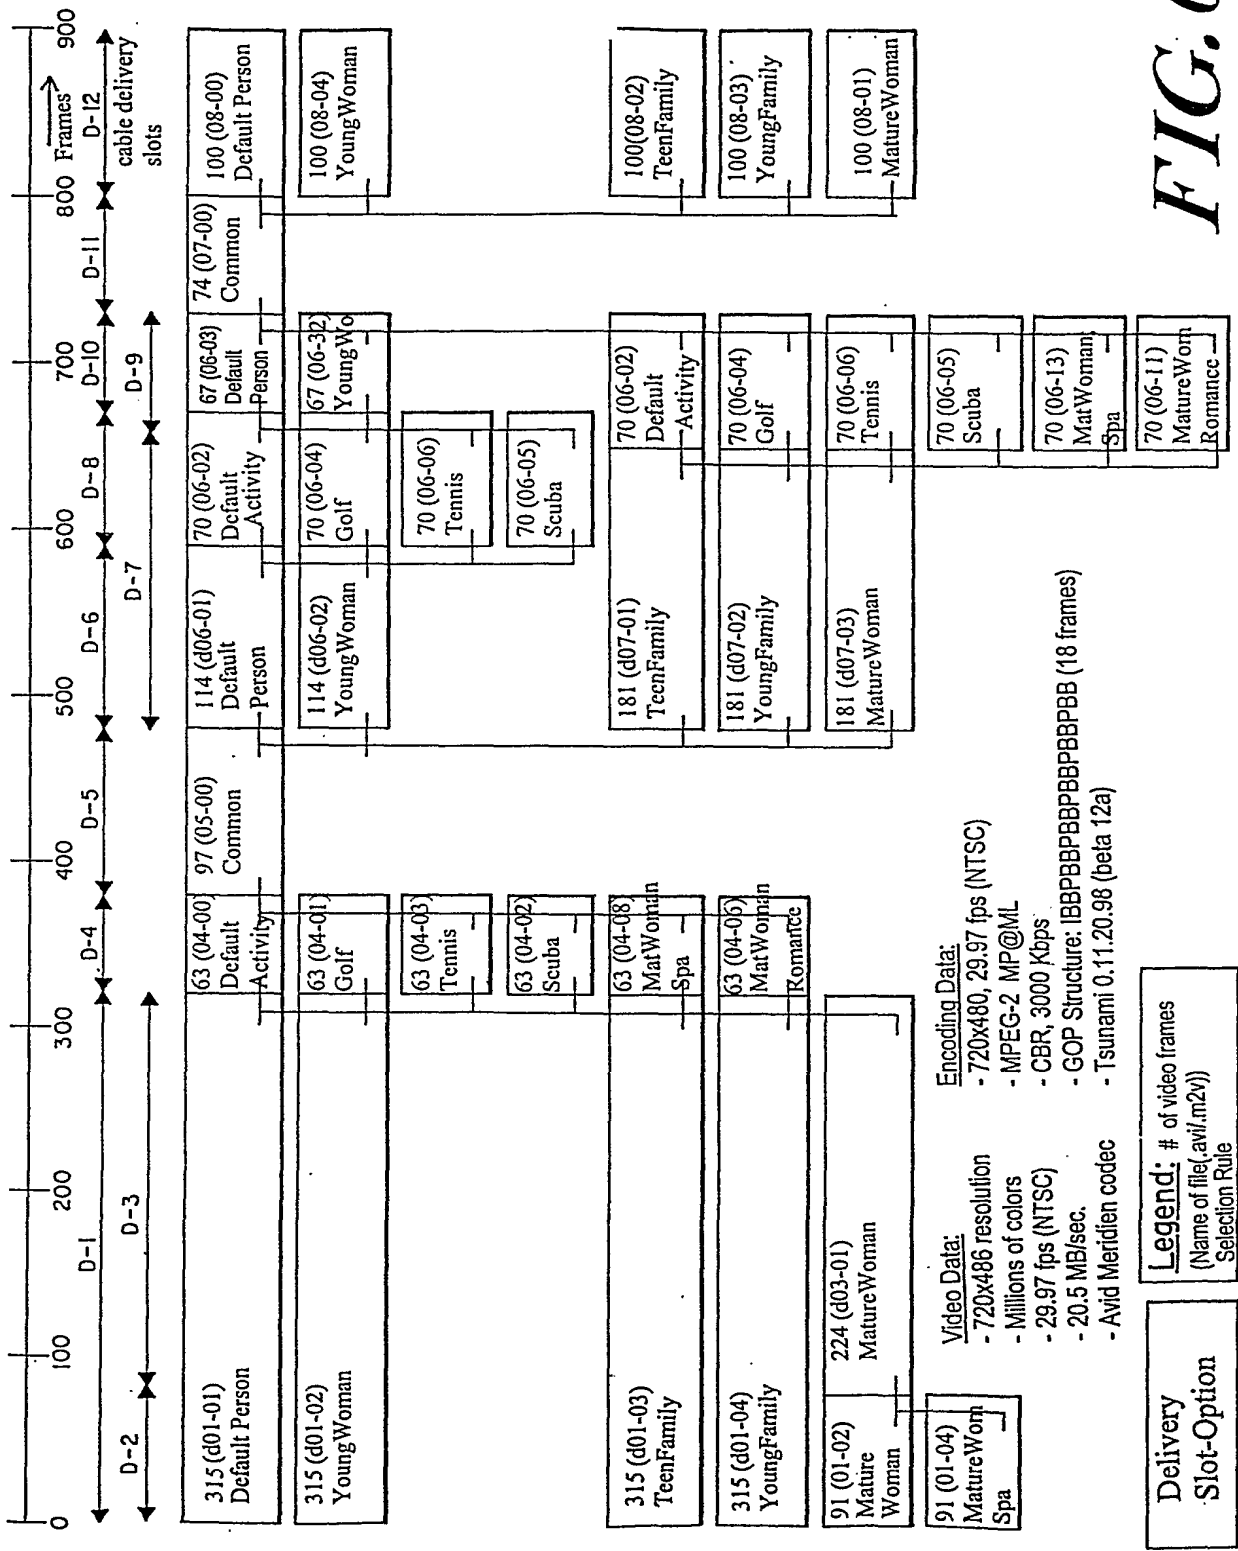 0 100 200 300 400 500 600 700 800 Frames 900
D-1 D-4 D-5 D-6 D-8 D-10 D-11 D-12
D-2 D-3 D-7 D-9
cable delivery
slots
315 (d01-01)
Default Person
63 (04-00)
Default
Activity
97 (05-00)
Common
114 (d06-01)
Default
Person
70 (06-02)
Default
Activity
67 (06-03)
Default
Person
74 (07-00)
Common
100 (08-00)
Default Person
315 (d01-02)
YoungWoman
63 (04-01)
Golf
114 (d06-02)
YoungWoman
70 (06-04)
Golf
67 (06-32)
YoungWo
100 (08-04)
YoungWoman
63 (04-03)
Tennis
70 (06-06)
Tennis
63 (04-02)
Scuba
70 (06-05)
Scuba
315 (d01-03)
TeenFamily
63 (04-08)
MatWoman
Spa
181 (d07-01)
TeenFamily
70 (06-02)
Default
Activity
100(08-02)
TeenFamily
315 (d01-04)
YoungFamily
63 (04-06)
MatWoman
Romance
181 (d07-02)
YoungFamily
70 (06-04)
Golf
100 (08-03)
YoungFamily
91 (01-02)
Mature
Woman
224 (d03-01)
MatureWoman
181 (d07-03)
MatureWoman
70 (06-06)
Tennis
100 (08-01)
MatureWoman
91 (01-04)
MatureWom
Spa
70 (06-05)
Scuba
70 (06-13)
MatWoman
Spa
70 (06-11)
MatureWom
Romance
Video Data:
- 720x486 resolution
- Millions of colors
- 29.97 fps (NTSC)
- 20.5 MB/sec.
- Avid Meridien codec
Encoding Data:
- 720x480, 29.97 fps (NTSC)
- MPEG-2 MP@ML
- CBR, 3000 Kbps
- GOP Structure: IBBPBBPBBPBBPBBPBB (18 frames)
- Tsunami 0.11.20.98 (beta 12a)
Delivery
Slot-Option
Legend: # of video frames
(Name of file(.avi/.m2v))
Selection Rule
FIG.